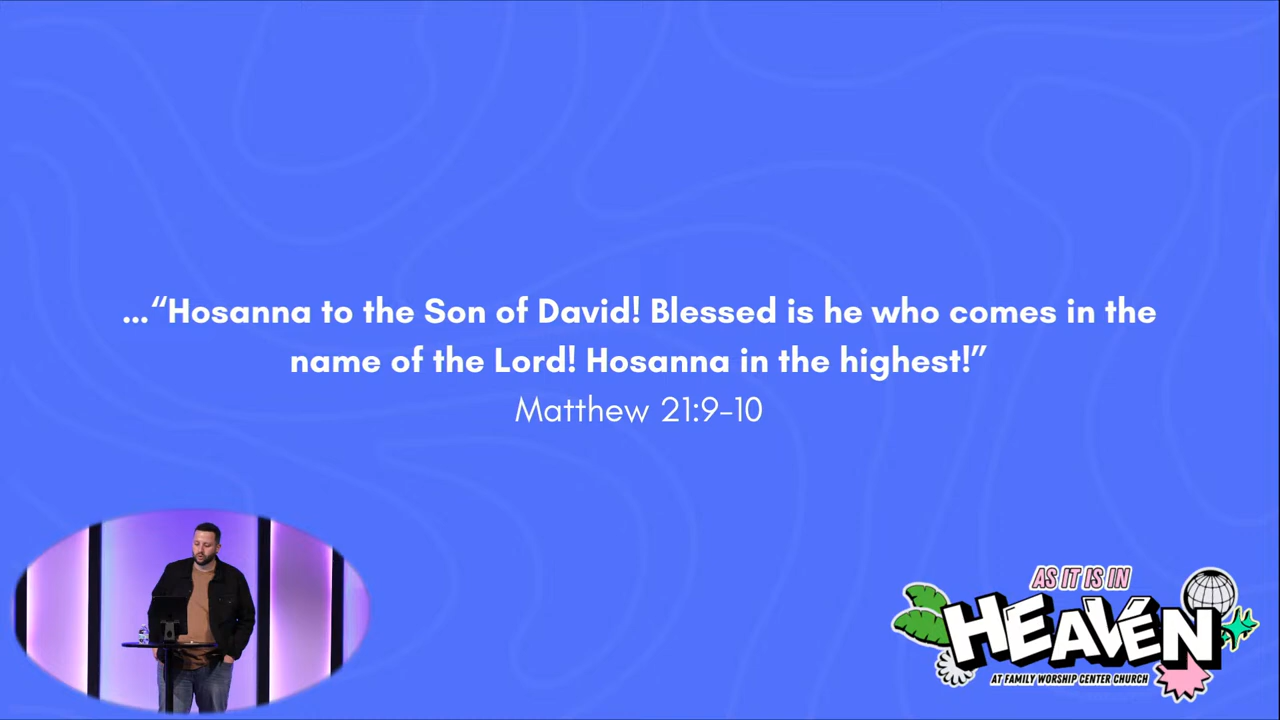 ...“Hosanna to the Son of David! Blessed is he who comes in the
name of the Lord! Hosanna in the highest!”
Matthew 21:9-10
AS IT IS IN
HEAVEN
AT FAMILY WORSHIP CENTER CHURCH